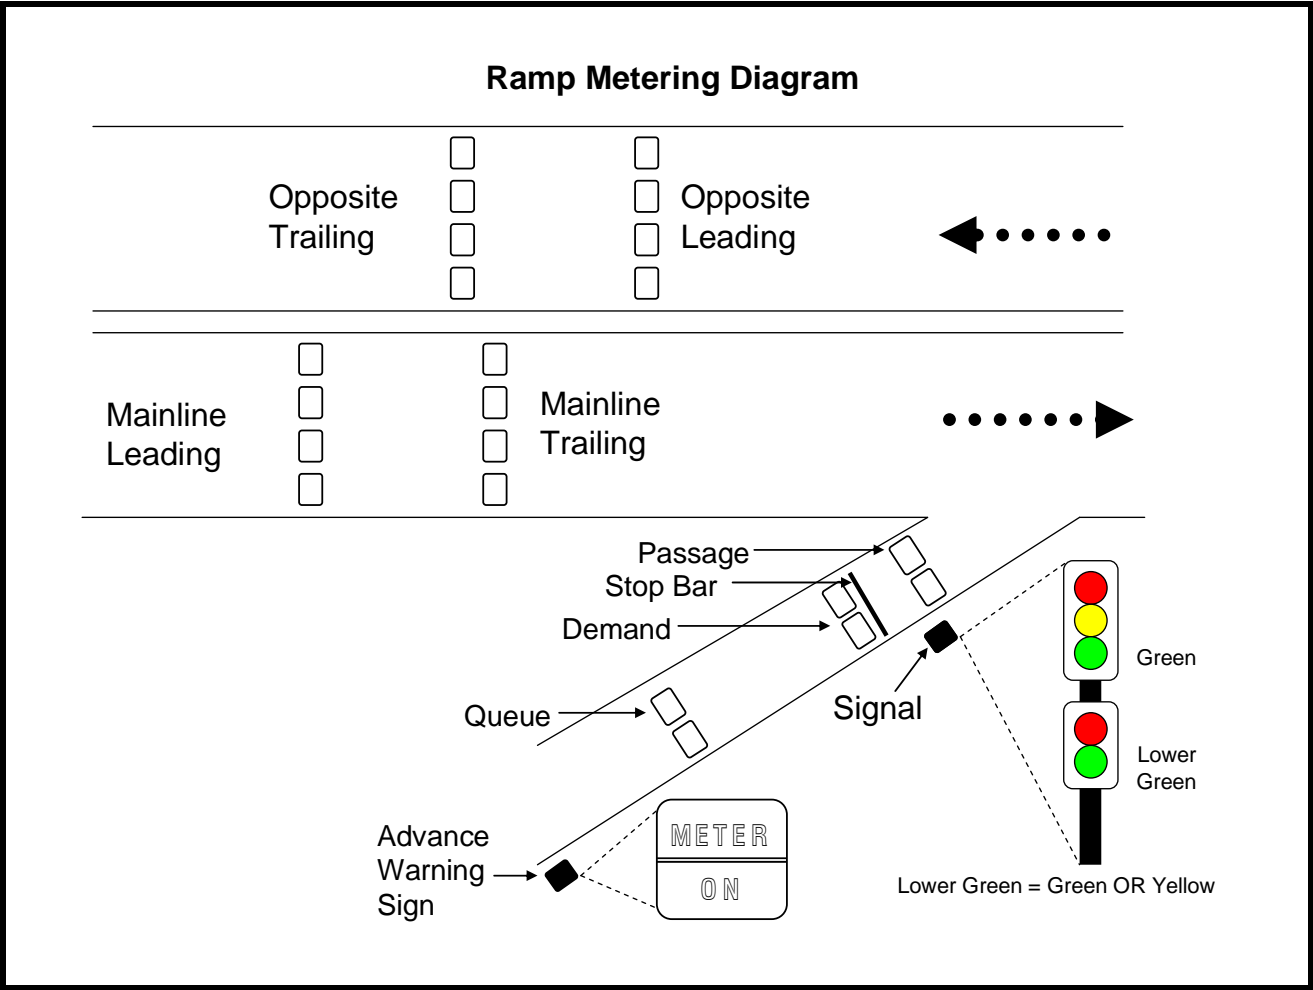 Ramp Metering Diagram
Opposite
Trailing
Opposite
Leading
Mainline
Leading
Mainline
Trailing
Passage
Stop Bar
Demand
Queue
Signal
Green
Lower
Green
Advance
Warning
Sign
METER
ON
Lower Green = Green OR Yellow